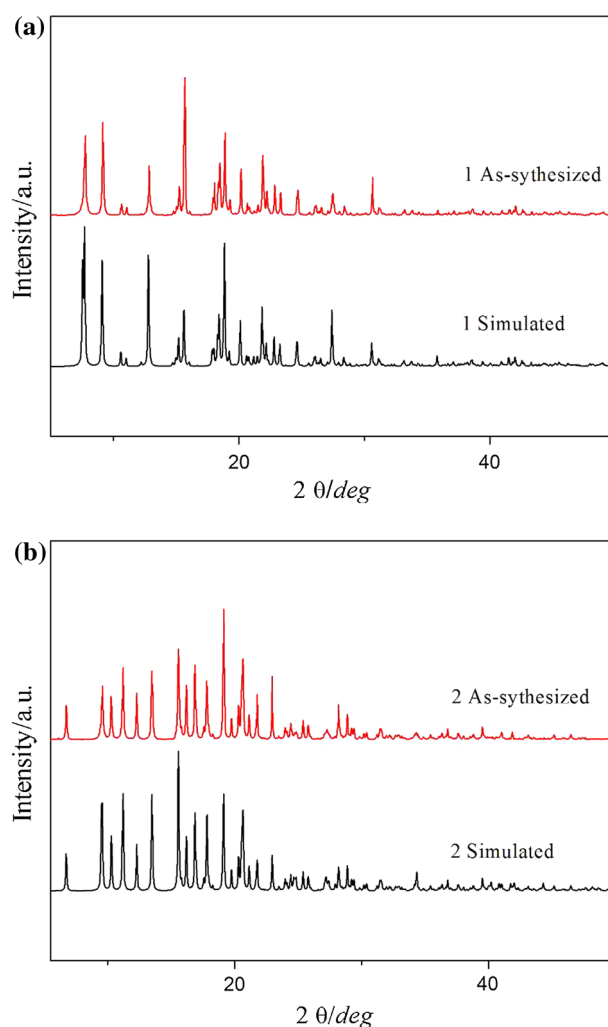 (a)
Intensity/a.u.
1 As-sythesized
1 Simulated
20
40
2 θ/deg
(b)
Intensity/a.u.
2 As-sythesized
2 Simulated
20
40
2 θ/deg